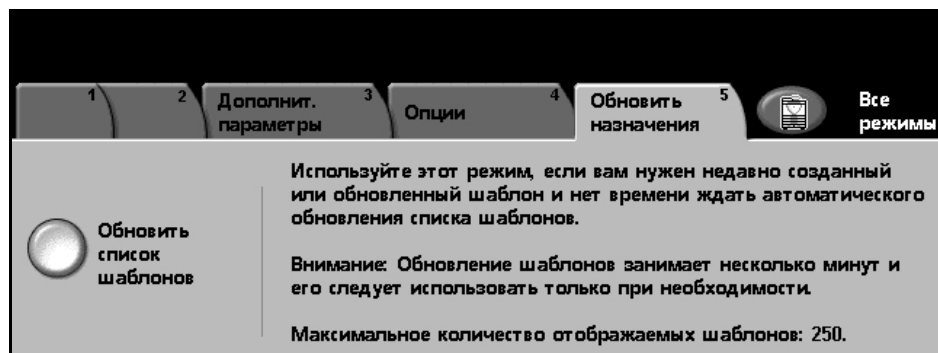 1
2
Дополнит. 3
параметры
Опции 4
Обновить 5
назначения
Все
режимы
Обновить
список
шаблонов
Используйте этот режим, если вам нужен недавно созданный
или обновленный шаблон и нет времени ждать автоматического
обновления списка шаблонов.
Внимание: Обновление шаблонов занимает несколько минут и
его следует использовать только при необходимости.
Максимальное количество отображаемых шаблонов: 250.